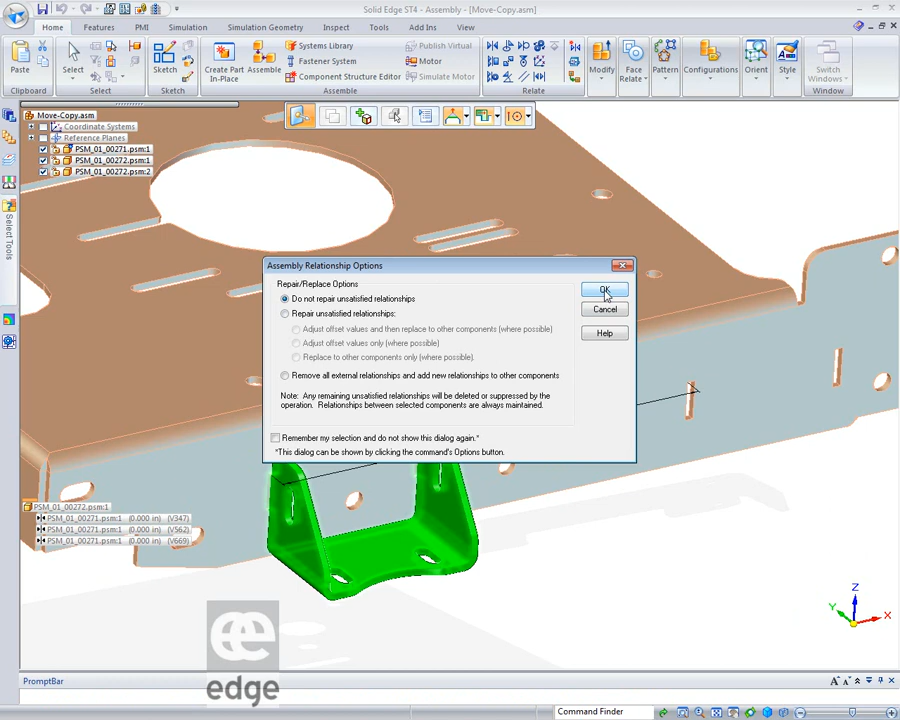 Solid Edge ST4 - Assembly - [Move-Copy.asm]
Home Features PMI Simulation Simulation Geometry Inspect Tools Add Ins View
Paste
Select
Sketch
Create Part
In-Place
Assemble
Systems Library
Fastener System
Component Structure Editor
Publish Virtual
Motor
Simulate Motor
Modify
Face
Relate
Pattern
Configurations
Orient
Style
Switch
Windows
Clipboard Select Sketch Assemble Relate Window
Move-Copy.asm
Coordinate Systems
Reference Planes
PSM_01_00271.psm:1
PSM_01_00272.psm:1
PSM_01_00272.psm:2
Select Tools
Assembly Relationship Options
Repair/Replace Options
Do not repair unsatisfied relationships
Repair unsatisfied relationships:
Adjust offset values and then replace to other components (where possible)
Adjust offset values only (where possible)
Replace to other components only (where possible).
Remove all external relationships and add new relationships to other components
Note: Any remaining unsatisfied relationships will be deleted or suppressed by the
operation. Relationships between selected components are always maintained.
Remember my selection and do not show this dialog again.*
*This dialog can be shown by clicking the command's Options button.
OK
Cancel
Help
PSM_01_00272.psm:1
PSM_01_00271.psm:1 (0.000 in) (V347)
PSM_01_00271.psm:1 (0.000 in) (V562)
PSM_01_00271.psm:1 (0.000 in) (V669)
Z
Y
X
edge
PromptBar
Command Finder